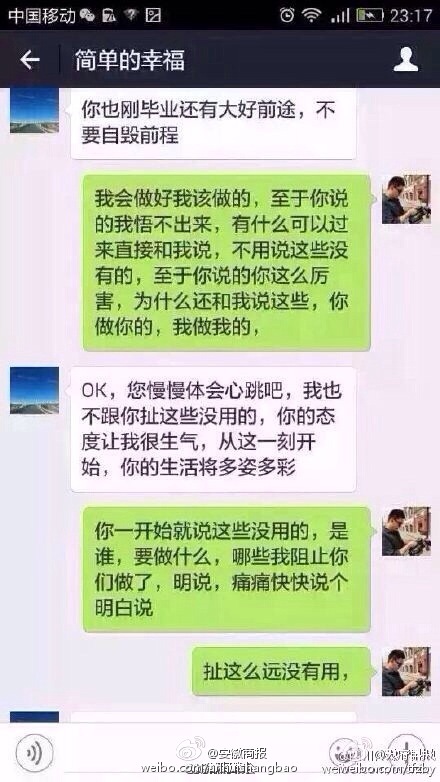 中国移动
23:17
简单的幸福
你也刚毕业还有大好前途，不
要自毁前程
我会做好我该做的，至于你说
的我悟不出来，有什么可以过
来直接和我说，不用说这些没
有的，至于你说的你这么厉
害，为什么还和我说这些，你
做你的，我做我的，
OK，您慢慢体会心跳吧，我也
不跟你扯这些没用的，你的态
度让我很生气，从这一刻开
始，你的生活将多姿多彩
你一开始就说这些没用的，是
谁，要做什么，哪些我阻止你
们做了，明说，痛痛快快说个
明白说
扯这么远没有用，
@安徽商报